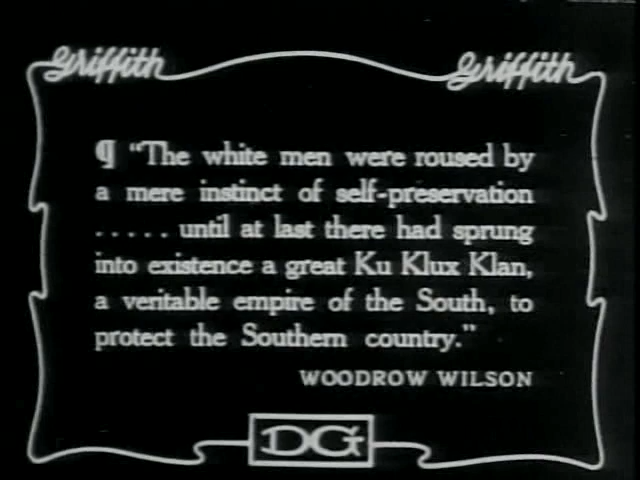 Griffith Griffith
¶ "The white men were roused by
a mere instinct of self-preservation
. . . . . until at last there had sprung
into existence a great Ku Klux Klan,
a veritable empire of the South, to
protect the Southern country."
WOODROW WILSON
DG